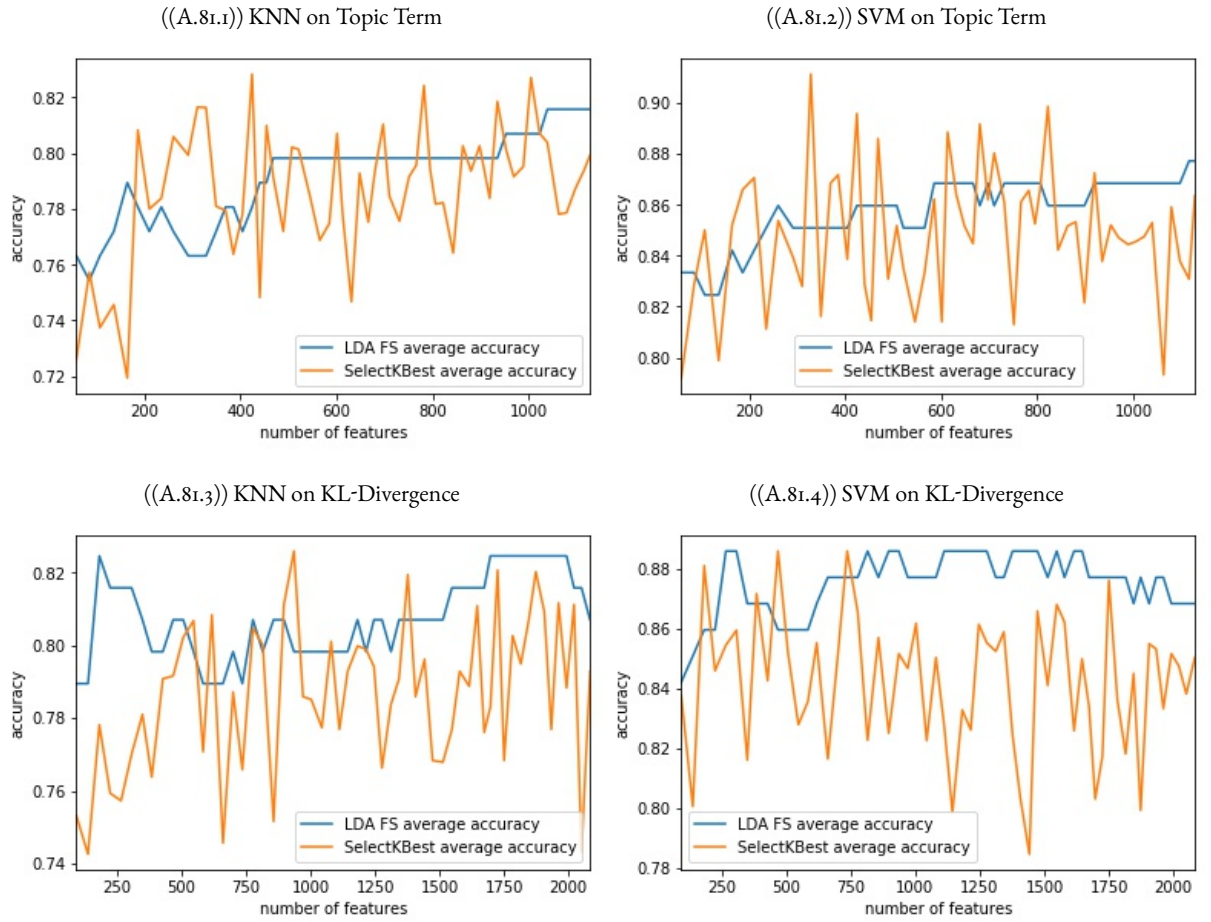 ((A.81.1)) KNN on Topic Term
0.82
0.80
0.78
0.76
0.74
0.72
accuracy
LDA FS average accuracy
SelectKBest average accuracy
200 400 600 800 1000
number of features
((A.81.2)) SVM on Topic Term
0.90
0.88
0.86
0.84
0.82
0.80
accuracy
LDA FS average accuracy
SelectKBest average accuracy
200 400 600 800 1000
number of features
((A.81.3)) KNN on KL-Divergence
0.82
0.80
0.78
0.76
0.74
accuracy
LDA FS average accuracy
SelectKBest average accuracy
250 500 750 1000 1250 1500 1750 2000
number of features
((A.81.4)) SVM on KL-Divergence
0.88
0.86
0.84
0.82
0.80
0.78
accuracy
LDA FS average accuracy
SelectKBest average accuracy
250 500 750 1000 1250 1500 1750 2000
number of features